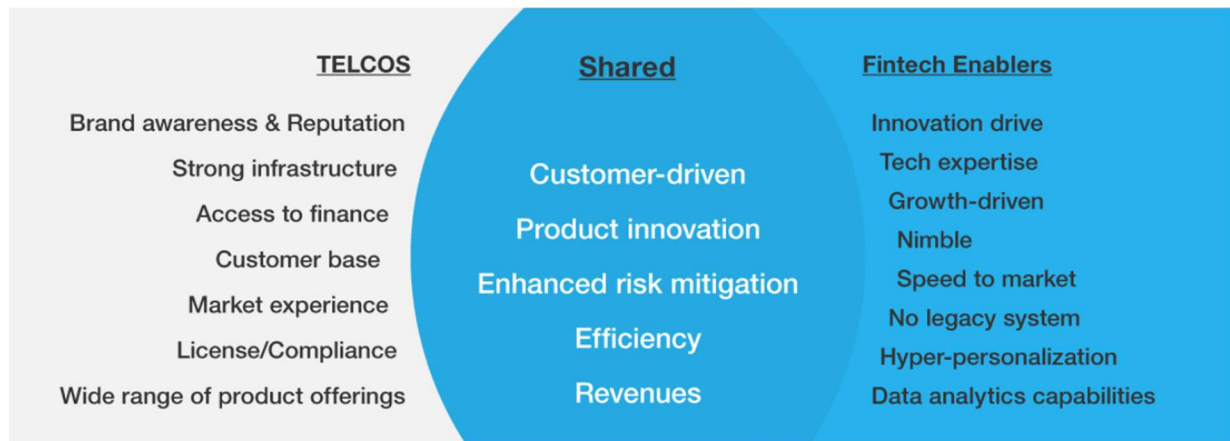 TELCOS
Brand awareness & Reputation
Strong infrastructure
Access to finance
Customer base
Market experience
License/Compliance
Wide range of product offerings
Shared
Customer-driven
Product innovation
Enhanced risk mitigation
Efficiency
Revenues
Fintech Enablers
Innovation drive
Tech expertise
Growth-driven
Nimble
Speed to market
No legacy system
Hyper-personalization
Data analytics capabilities